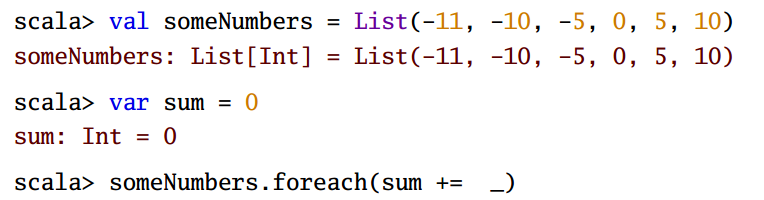 scala> val someNumbers = List(-11, -10, -5, 0, 5, 10)
someNumbers: List[Int] = List(-11, -10, -5, 0, 5, 10)
scala> var sum = 0
sum: Int = 0
scala> someNumbers.foreach(sum +=  _)